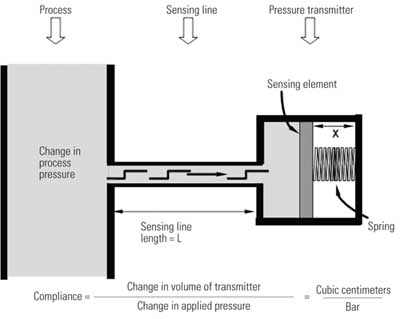 Process
Sensing line
Pressure transmitter
Sensing element
X
Change in
process
pressure
Sensing line
length = L
Spring
Compliance = Change in volume of transmitter / Change in applied pressure = Cubic centimeters / Bar